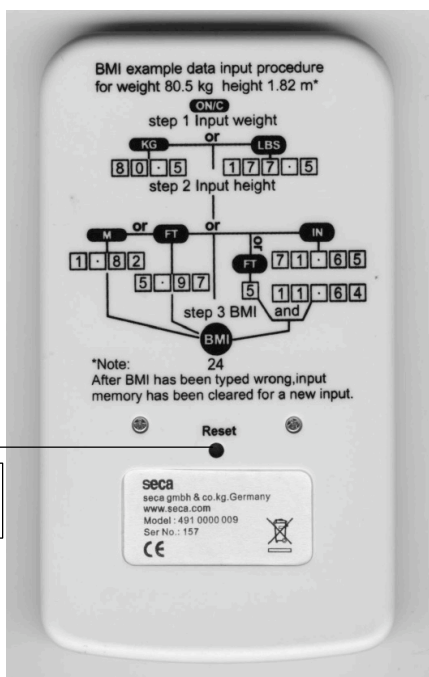 BMI example data input procedure
for weight 80.5 kg height 1.82 m*
ON/C
step 1 Input weight
KG or LBS
80.5 177.5
step 2 Input height
M or FT or or IN
1.82 FT 71.65
5.97 5 11.64
step 3 BMI and
BMI
*Note: 24
After BMI has been typed wrong,input
memory has been cleared for a new input.
Reset
seca
seca gmbh & co.kg.Germany
www.seca.com
Model : 491 0000 009
Ser No.: 157
CE